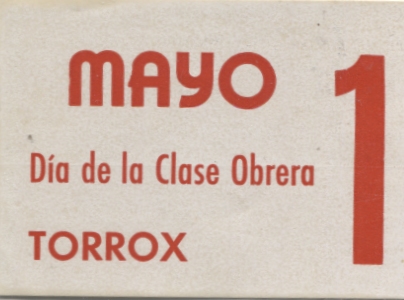 MAYO 1
Día de la Clase Obrera
TORROX